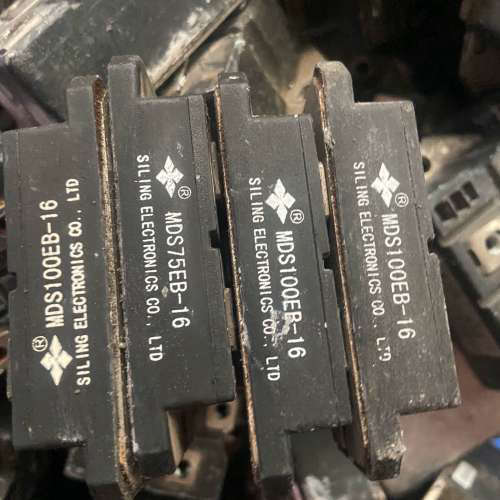 ® MDS100EB-16
SILING ELECTRONICS CO., LTD
® MDS75EB-16
SILING ELECTRONICS CO., LTD
® MDS100EB-16
SILING ELECTRONICS CO., LTD
® MDS100EB-16
SILING ELECTRONICS CO., LTD